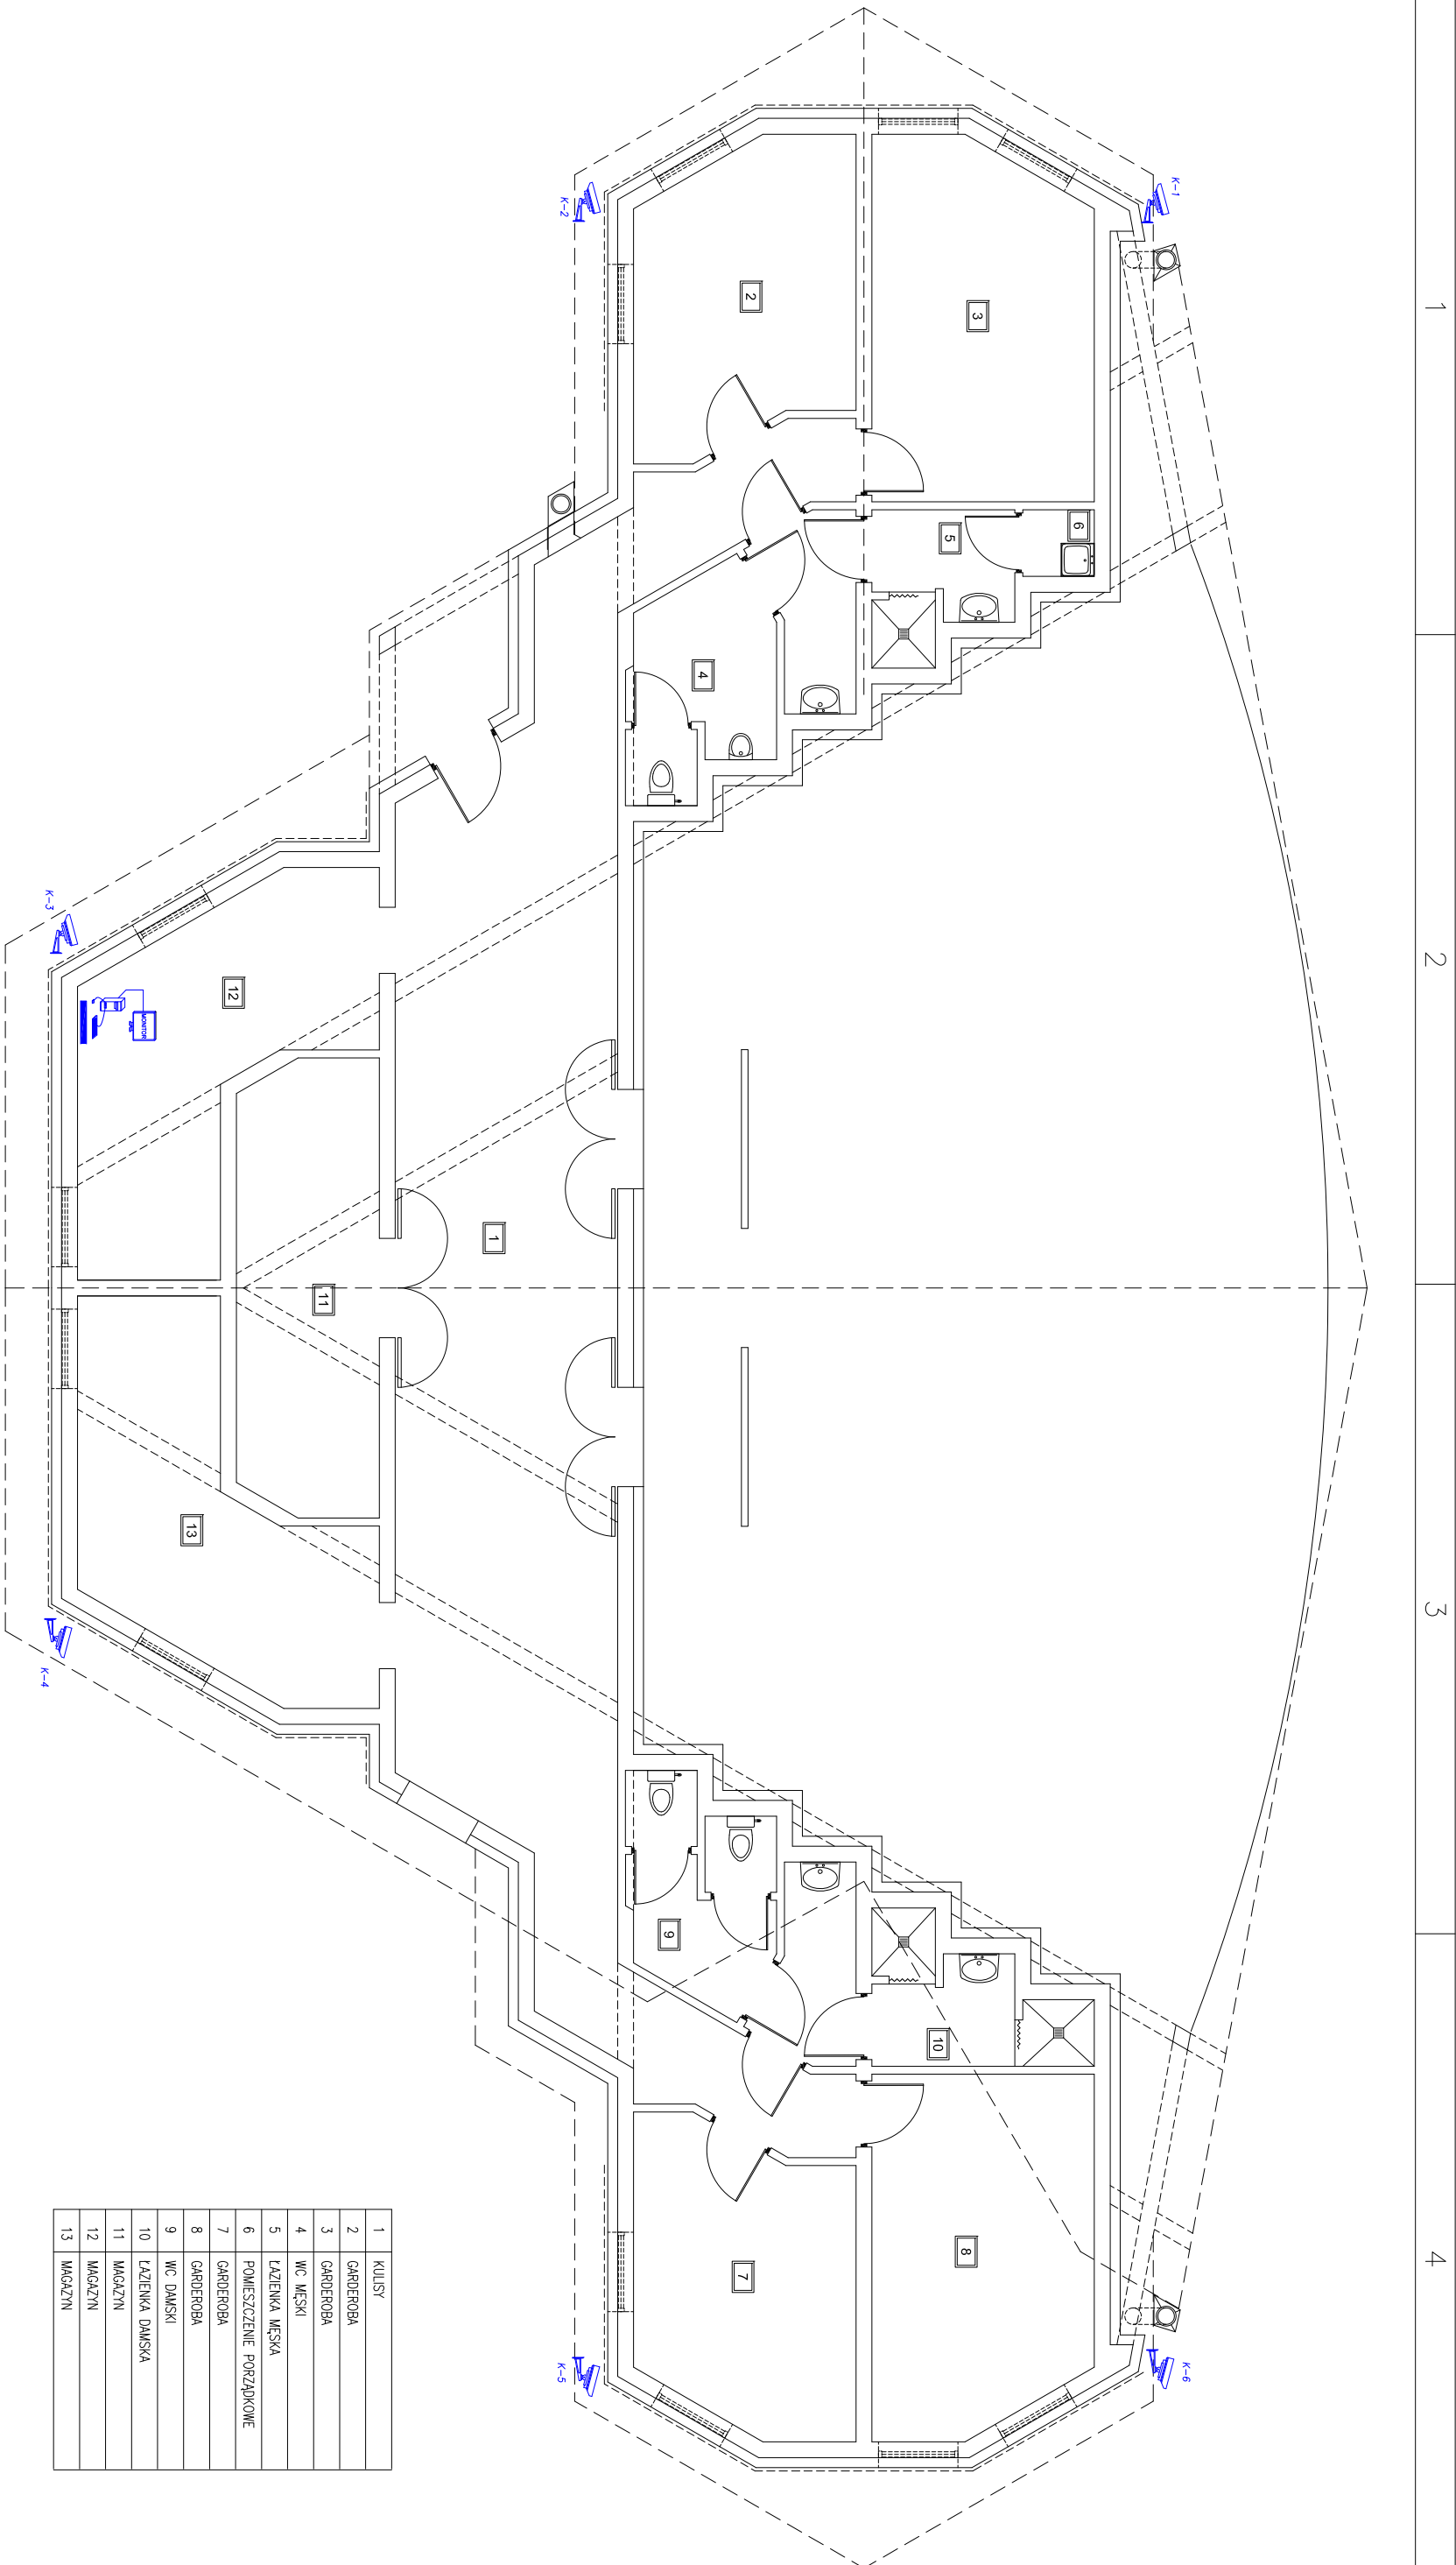 1
2
3
4
K-1
K-2
3
2
6
5
4
K-3
12
MONITOR
1
11
13
K-4
9
10
8
7
K-5
K-6
1 KULISY
2 GARDEROBA
3 GARDEROBA
4 WC MĘSKI
5 ŁAZIENKA MĘSKA
6 POMIESZCZENIE PORZĄDKOWE
7 GARDEROBA
8 GARDEROBA
9 WC DAMSKI
10 ŁAZIENKA DAMSKA
11 MAGAZYN
12 MAGAZYN
13 MAGAZYN